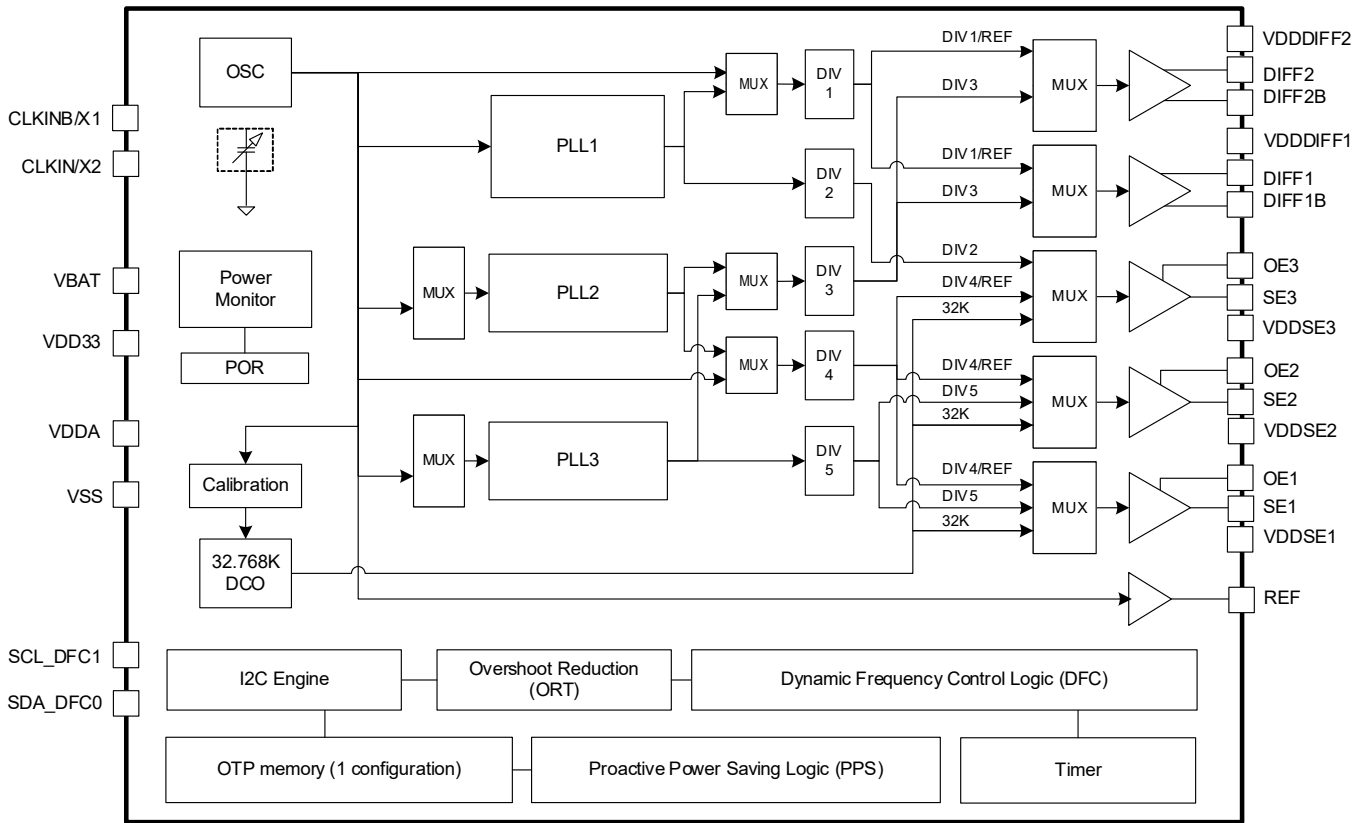 CLKINB/X1
CLKIN/X2
VBAT
VDD33
VDDA
VSS
SCL_DFC1
SDA_DFC0
OSC
Power
Monitor
POR
Calibration
32.768K
DCO
MUX
MUX
PLL1
PLL2
PLL3
MUX
MUX
MUX
DIV
1
DIV
2
DIV
3
DIV
4
DIV
5
DIV1/REF
DIV3
DIV1/REF
DIV3
DIV2
DIV4/REF
32K
DIV4/REF
DIV5
32K
DIV4/REF
DIV5
32K
MUX
MUX
MUX
MUX
MUX
VDDDIFF2
DIFF2
DIFF2B
VDDDIFF1
DIFF1
DIFF1B
OE3
SE3
VDDSE3
OE2
SE2
VDDSE2
OE1
SE1
VDDSE1
REF
I2C Engine
Overshoot Reduction
(ORT)
Dynamic Frequency Control Logic (DFC)
OTP memory (1 configuration)
Proactive Power Saving Logic (PPS)
Timer